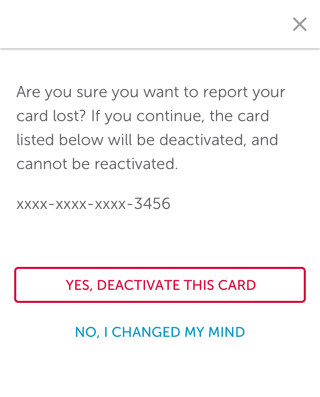 Are you sure you want to report your
card lost? If you continue, the card
listed below will be deactivated, and
cannot be reactivated.
xxxx-xxxx-xxxx-3456
YES, DEACTIVATE THIS CARD
NO, I CHANGED MY MIND